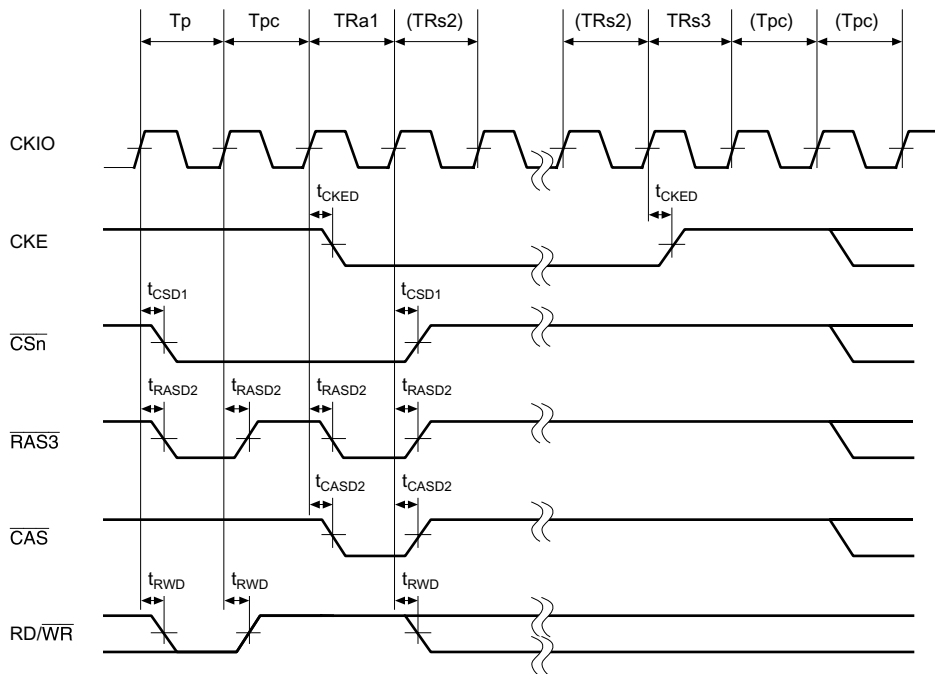 Tp Tpc TRa1 (TRs2) (TRs2) TRs3 (Tpc) (Tpc)
CKIO
tCKED tCKED
CKE
tCSD1 tCSD1
CSn
tRASD2 tRASD2 tRASD2 tRASD2
RAS3
tCASD2 tCASD2
CAS
tRWD tRWD tRWD
RD/WR